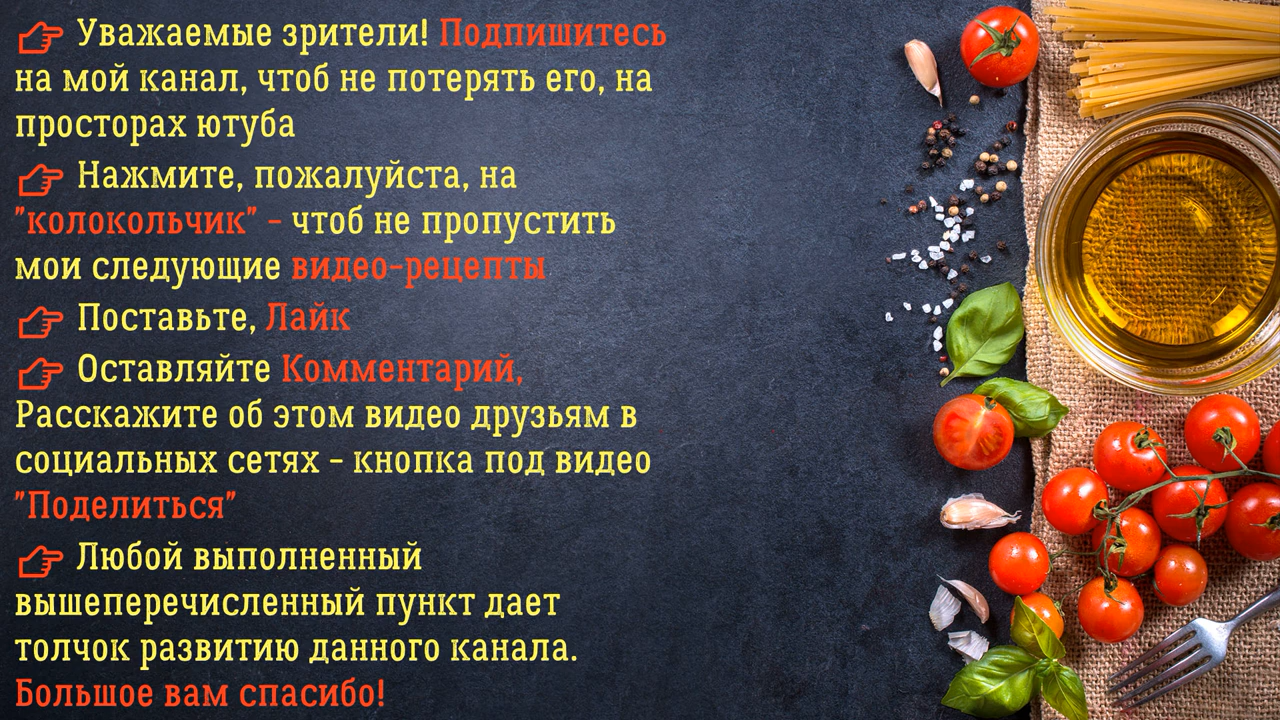 👉 Уважаемые зрители! Подпишитесь
на мой канал, чтоб не потерять его, на
просторах ютуба
👉 Нажмите, пожалуйста, на
"колокольчик" - чтоб не пропустить
мои следующие видео-рецепты
👉 Поставьте, Лайк
👉 Оставляйте Комментарий,
Расскажите об этом видео друзьям в
социальных сетях - кнопка под видео
"Поделиться"
👉 Любой выполненный
вышеперечисленный пункт дает
толчок развитию данного канала.
Большое вам спасибо!